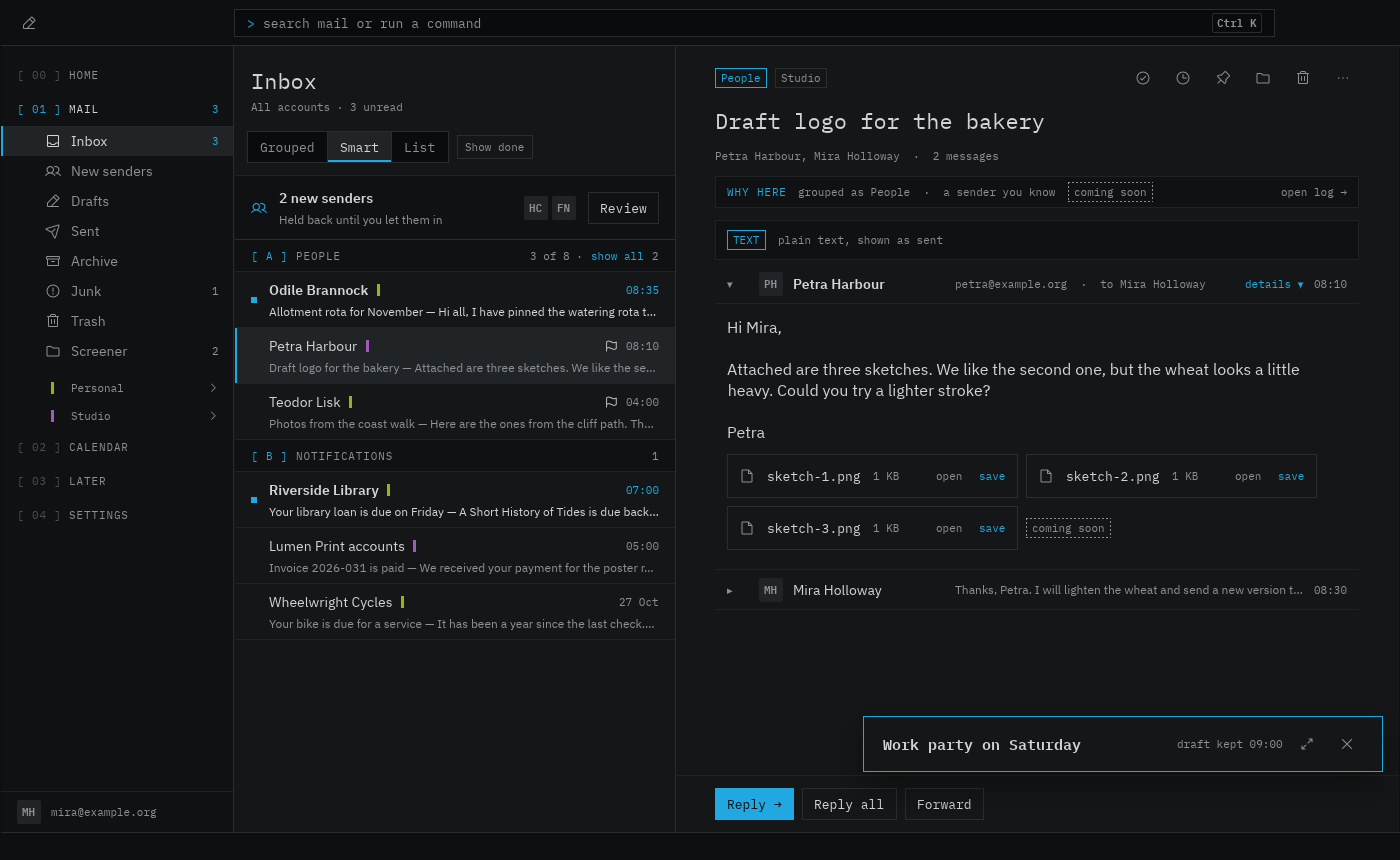 > search mail or run a command Ctrl K
[ 00 ] HOME
[ 01 ] MAIL 3
Inbox 3
New senders
Drafts
Sent
Archive
Junk 1
Trash
Screener 2
Personal
Studio
[ 02 ] CALENDAR
[ 03 ] LATER
[ 04 ] SETTINGS
MH mira@example.org
Inbox
All accounts · 3 unread
Grouped Smart List Show done
2 new senders
Held back until you let them in
HC FN Review
[ A ] PEOPLE 3 of 8 · show all 2
Odile Brannock 08:35
Allotment rota for November — Hi all, I have pinned the watering rota t…
Petra Harbour 08:10
Draft logo for the bakery — Attached are three sketches. We like the se…
Teodor Lisk 04:00
Photos from the coast walk — Here are the ones from the cliff path. Th…
[ B ] NOTIFICATIONS 1
Riverside Library 07:00
Your library loan is due on Friday — A Short History of Tides is due back…
Lumen Print accounts 05:00
Invoice 2026-031 is paid — We received your payment for the poster r…
Wheelwright Cycles 27 Oct
Your bike is due for a service — It has been a year since the last check.…
People Studio
Draft logo for the bakery
Petra Harbour, Mira Holloway · 2 messages
WHY HERE grouped as People · a sender you know coming soon open log →
TEXT plain text, shown as sent
▾ PH Petra Harbour petra@example.org · to Mira Holloway details ▾ 08:10
Hi Mira,
Attached are three sketches. We like the second one, but the wheat looks a little
heavy. Could you try a lighter stroke?
Petra
sketch-1.png 1 KB open save
sketch-2.png 1 KB open save
sketch-3.png 1 KB open save
coming soon
▸ MH Mira Holloway Thanks, Petra. I will lighten the wheat and send a new version t… 08:30
Work party on Saturday draft kept 09:00
Reply → Reply all Forward